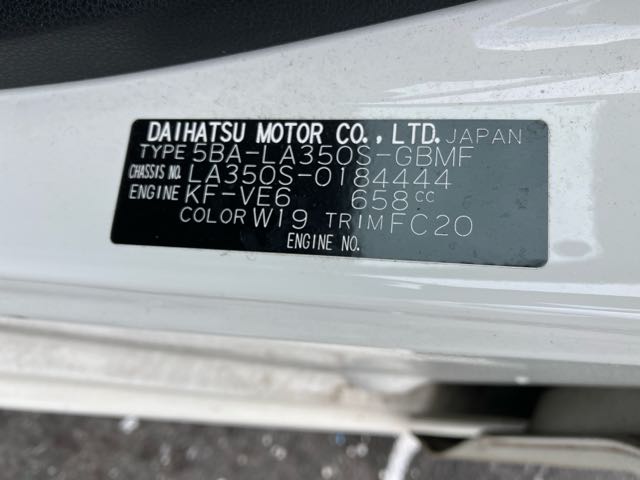 DAIHATSU MOTOR CO., LTD. JAPAN
TYPE 5BA-LA350S-GBMF
CHASSIS NO. LA350S-0184444
ENGINE KF-VE6 658cc
COLOR W19 TRIM FC20
ENGINE NO.